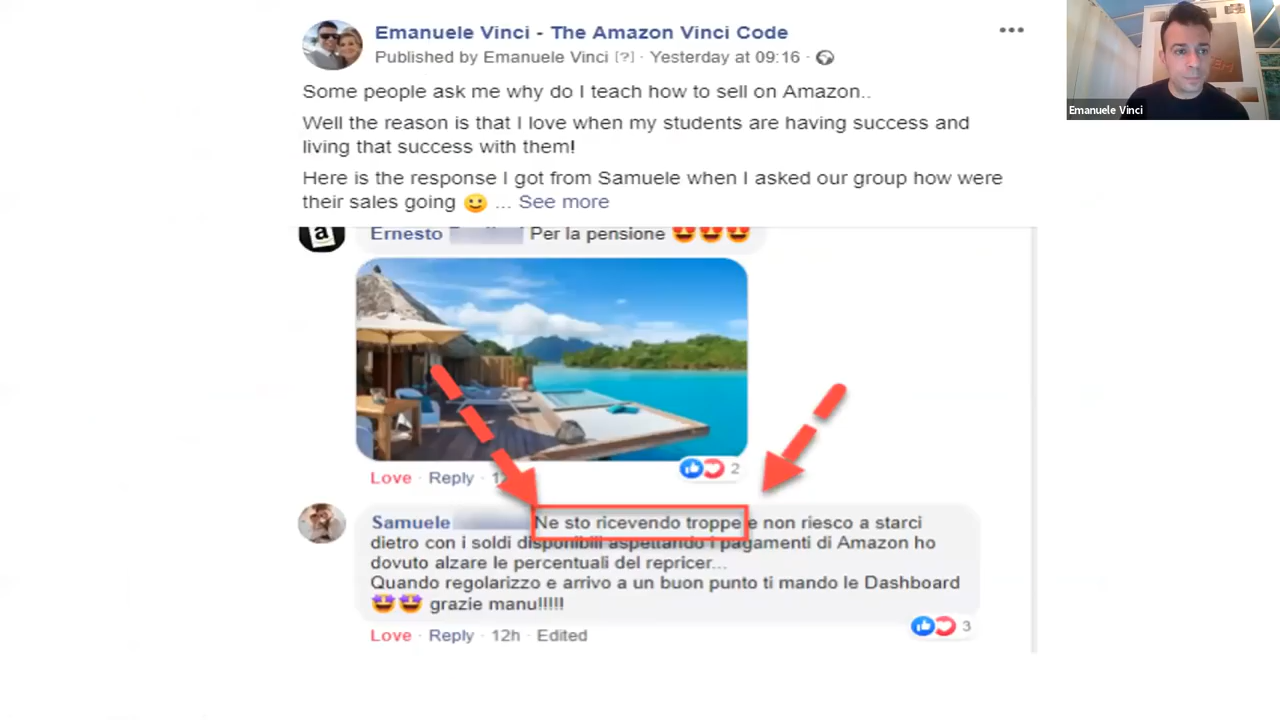 Emanuele Vinci - The Amazon Vinci Code
Published by Emanuele Vinci [?] · Yesterday at 09:16 ·
Some people ask me why do I teach how to sell on Amazon..
Well the reason is that I love when my students are having success and
living that success with them!
Here is the response I got from Samuele when I asked our group how were
their sales going 🙂 ... See more
a
Ernesto Per la pensione 😍😍😍
Love · Reply · 1
2
Samuele Ne sto ricevendo troppe e non riesco a starci
dietro con i soldi disponibili aspettando i pagamenti di Amazon ho
dovuto alzare le percentuali del repricer...
Quando regolarizzo e arrivo a un buon punto ti mando le Dashboard
🤩🤩 grazie manu!!!!!
Love · Reply · 12h · Edited
3
Emanuele Vinci